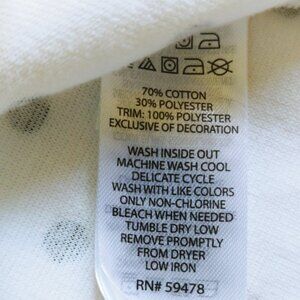 70% COTTON
30% POLYESTER
TRIM: 100% POLYESTER
EXCLUSIVE OF DECORATION
WASH INSIDE OUT
MACHINE WASH COOL
DELICATE CYCLE
WASH WITH LIKE COLORS
ONLY NON-CHLORINE
BLEACH WHEN NEEDED
TUMBLE DRY LOW
REMOVE PROMPTLY
FROM DRYER
LOW IRON
RN# 59478